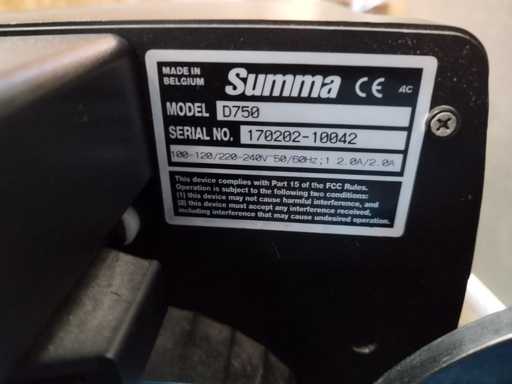 MADE IN
BELGIUM
Summa CE AC
MODEL D750
SERIAL NO. 170202-10042
100-120/220-240V~50/60Hz;1 2.0A/2.0A
This device complies with Part 15 of the FCC Rules.
Operation is subject to the following two conditions:
(1) this device may not cause harmful interference, and
(2) this device must accept any interference received,
including interference that may cause undesired operation.